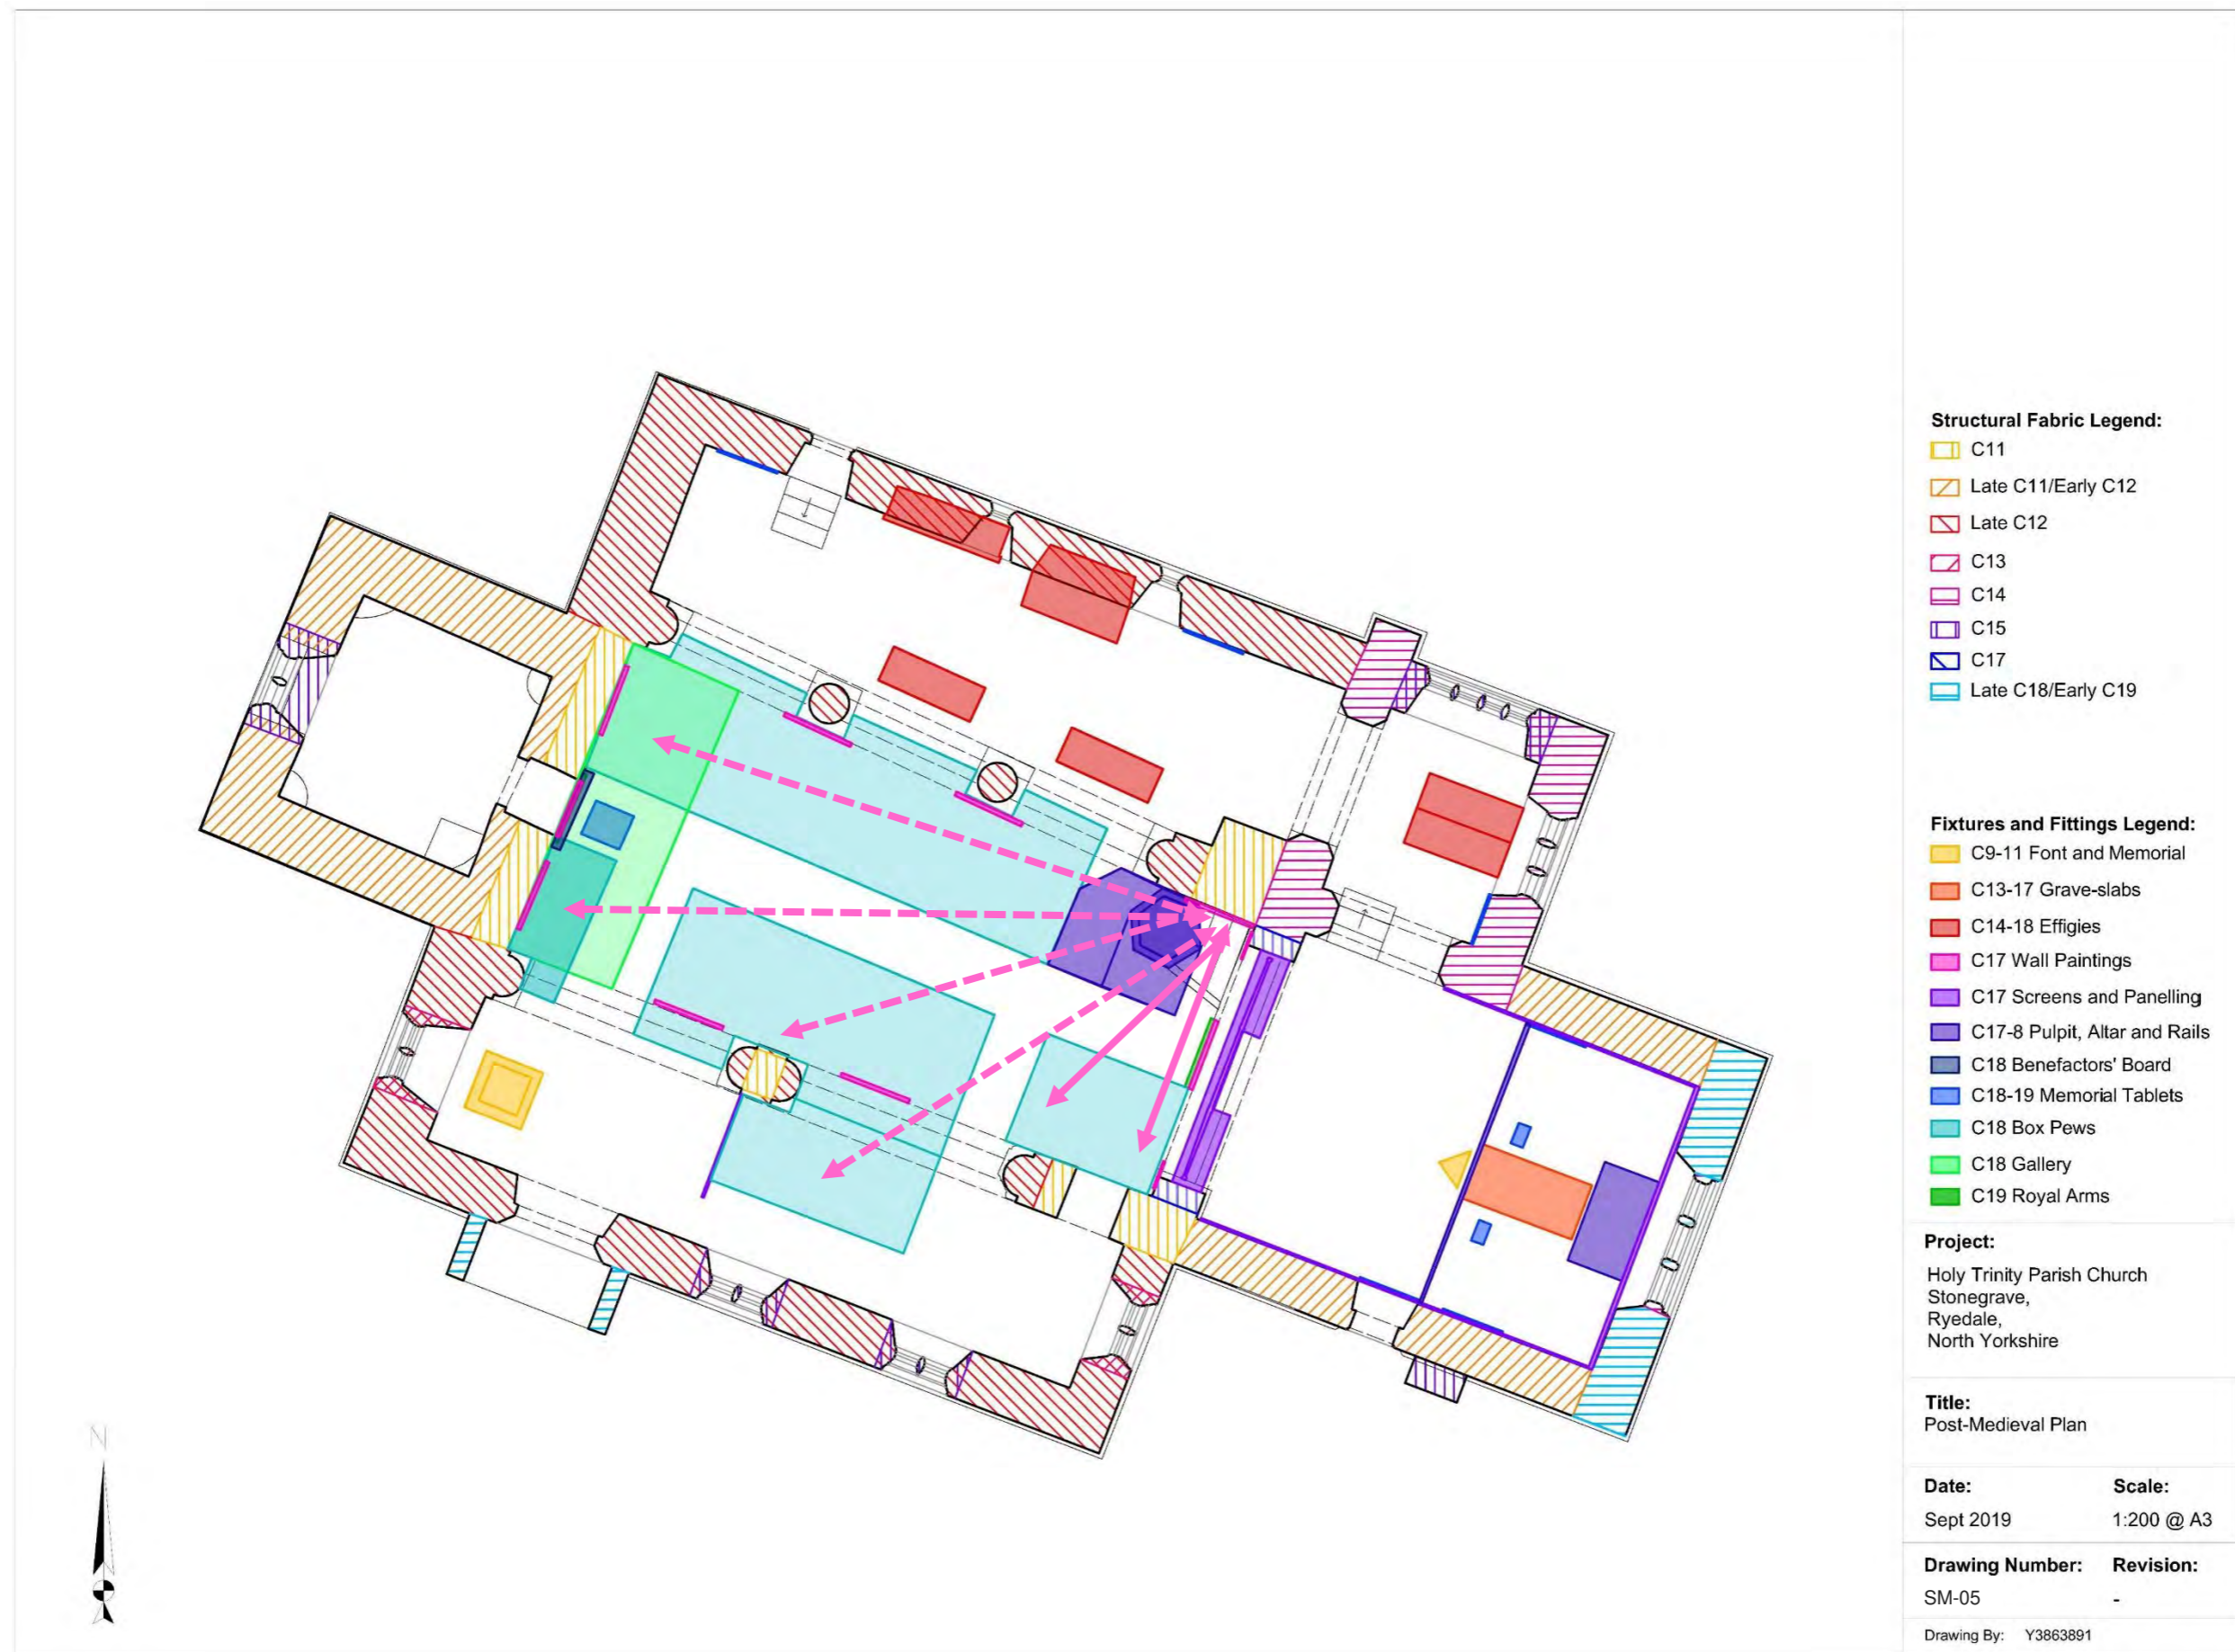 Structural Fabric Legend:
C11
Late C11/Early C12
Late C12
C13
C14
C15
C17
Late C18/Early C19
Fixtures and Fittings Legend:
C9-11 Font and Memorial
C13-17 Grave-slabs
C14-18 Effigies
C17 Wall Paintings
C17 Screens and Panelling
C17-8 Pulpit, Altar and Rails
C18 Benefactors' Board
C18-19 Memorial Tablets
C18 Box Pews
C18 Gallery
C19 Royal Arms
Project:
Holy Trinity Parish Church
Stonegrave,
Ryedale,
North Yorkshire
Title:
Post-Medieval Plan
Date: Scale:
Sept 2019 1:200 @ A3
Drawing Number: Revision:
SM-05 -
Drawing By: Y3863891
N